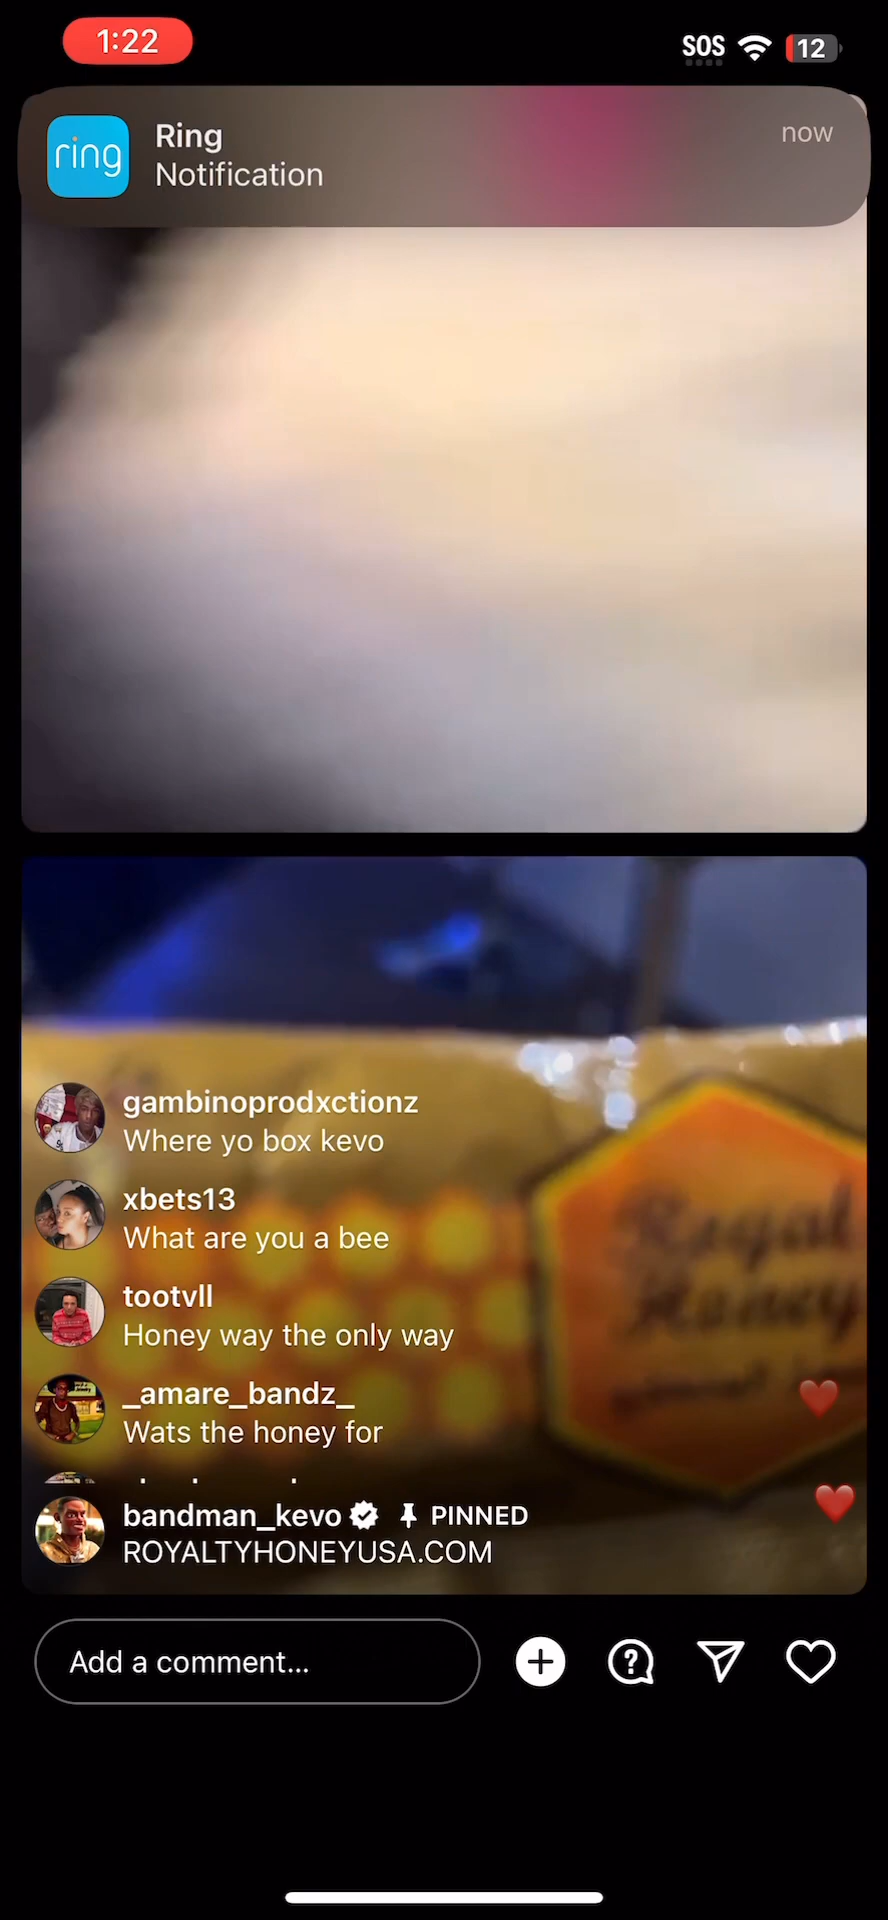 1:22
SOS
12
ring
Ring
now
Notification
gambinoprodxctionz
Where yo box kevo
xbets13
What are you a bee
tootvll
Honey way the only way
_amare_bandz_
Wats the honey for
Royal
Honey
bandman_kevo PINNED
ROYALTYHONEYUSA.COM
Add a comment...